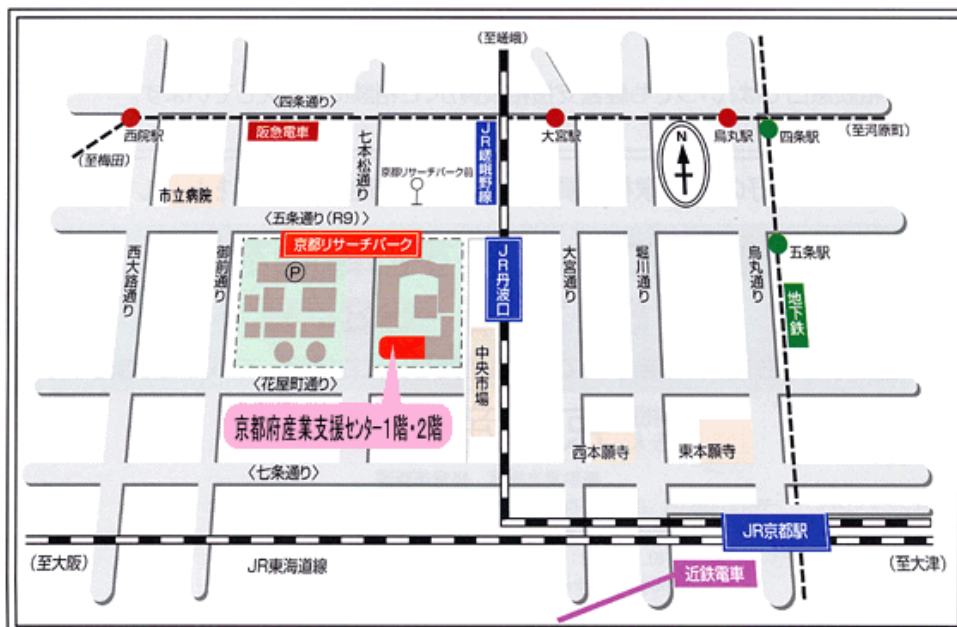 (至嵯峨)
〈四条通り〉
西院駅
阪急電車
大宮駅
烏丸駅
四条駅
(至河原町)
(至梅田)
七本松通り
JR嵯峨野線
N
京都リサーチパーク前
市立病院
〈五条通り(R9)〉
京都リサーチパーク
P
西大路通り
御前通り
JR丹波口
大宮通り
堀川通り
烏丸通り
五条駅
地下鉄
中央市場
〈花屋町通り〉
京都府産業支援センター1階・2階
西本願寺
東本願寺
〈七条通り〉
JR京都駅
(至大阪)
JR東海道線
近鉄電車
(至大津)